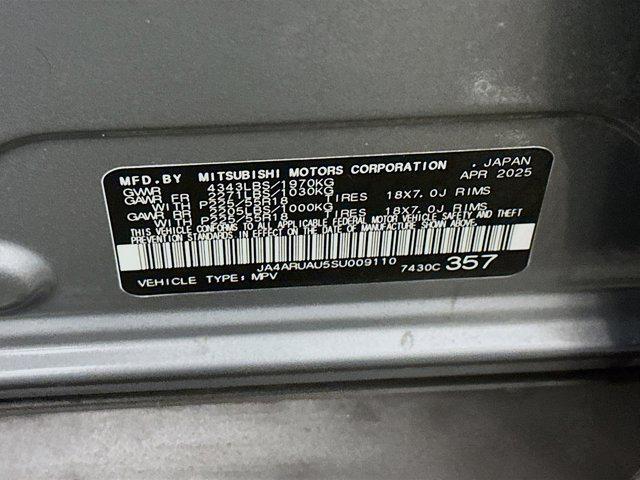 MFD.BY MITSUBISHI MOTORS CORPORATION , JAPAN
GVWR 4343LBS/1970KG APR 2025
GAWR FR 2271LBS/1030KG
WITH P225/55R18 TIRES 18X7.0J RIMS
GAWR RR 2205LBS/1000KG
WITH P225/55R18 TIRES 18X7.0J RIMS
THIS VEHICLE CONFORMS TO ALL APPLICABLE FEDERAL MOTOR VEHICLE SAFETY AND THEFT
PREVENTION STANDARDS IN EFFECT ON THE DATE OF MANUFACTURE SHOWN ABOVE.
JA4ARUAU5SU009110 7430C 357
VEHICLE TYPE: MPV